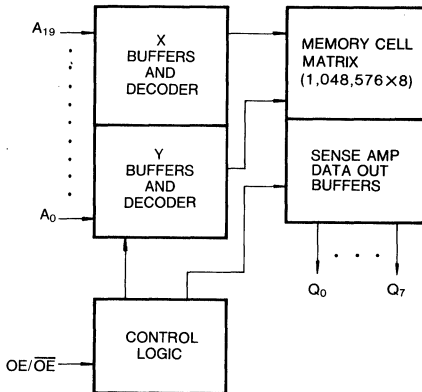 A19
X
BUFFERS
AND
DECODER
MEMORY CELL
MATRIX
(1,048,576×8)
Y
BUFFERS
AND
DECODER
SENSE AMP
DATA OUT
BUFFERS
A0
Q0
Q7
CONTROL
LOGIC
OE/O̅E̅